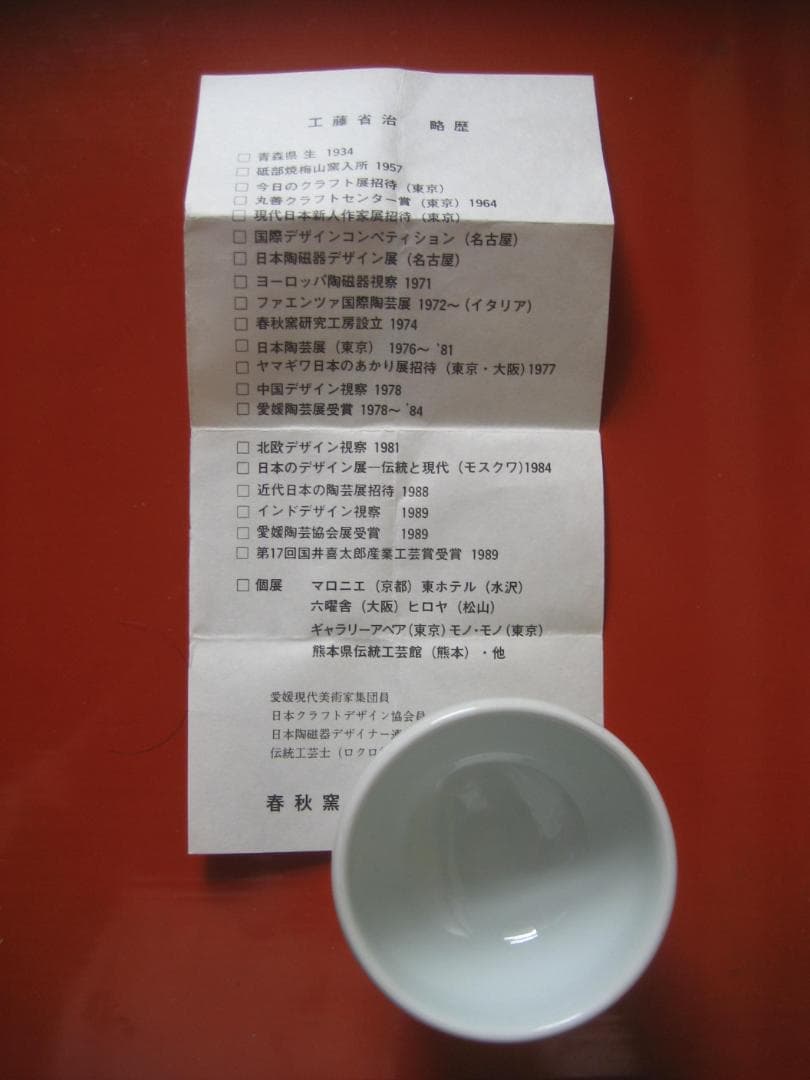 工藤省治 略歴
□ 青森県生 1934
□ 砥部焼梅山窯入所 1957
□ 今日のクラフト展招待（東京）
□ 丸善クラフトセンター賞（東京）1964
□ 現代日本新人作家展招待（東京）
□ 国際デザインコンペティション（名古屋）
□ 日本陶磁器デザイン展（名古屋）
□ ヨーロッパ陶磁器視察 1971
□ ファエンツァ国際陶芸展 1972〜（イタリア）
□ 春秋窯研究工房設立 1974
□ 日本陶芸展（東京） 1976〜 '81
□ ヤマギワ日本のあかり展招待（東京・大阪）1977
□ 中国デザイン視察 1978
□ 愛媛陶芸展受賞 1978〜 '84
□ 北欧デザイン視察 1981
□ 日本のデザイン展―伝統と現代（モスクワ）1984
□ 近代日本の陶芸展招待 1988
□ インドデザイン視察 1989
□ 愛媛陶芸協会展受賞 1989
□ 第17回国井喜太郎産業工芸賞受賞 1989
□ 個展 マロニエ（京都）東ホテル（水沢）
六曜舎（大阪）ヒロヤ（松山）
ギャラリーアベア（東京）モノ・モノ（東京）
熊本県伝統工芸館（熊本）・他
愛媛現代美術家集団員
日本クラフトデザイン協会員
日本陶磁器デザイナー連
伝統工芸士（ロクロ
春秋窯